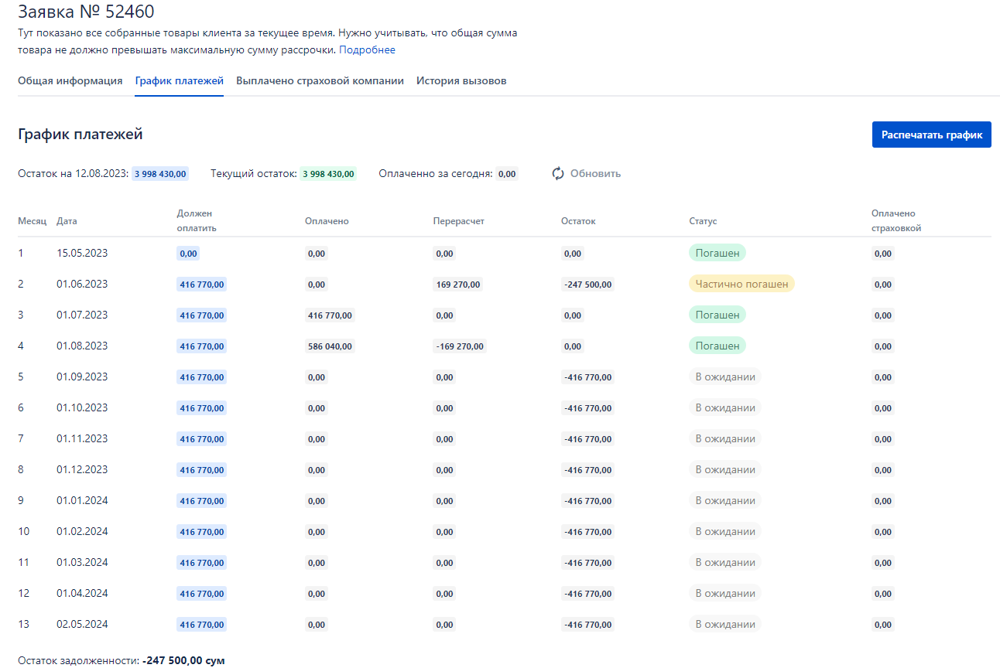 Заявка № 52460
Тут показано все собранные товары клиента за текущее время. Нужно учитывать, что общая сумма
товара не должно превышать максимальную сумму рассрочки. Подробнее
Общая информация График платежей Выплачено страховой компании История вызовов
График платежей Распечатать график
Остаток на 12.08.2023: 3 998 430,00 Текущий остаток: 3 998 430,00 Оплаченно за сегодня: 0,00 Обновить
Месяц Дата Должен оплатить Оплачено Перерасчет Остаток Статус Оплачено страховкой
1 15.05.2023 0,00 0,00 0,00 0,00 Погашен 0,00
2 01.06.2023 416 770,00 0,00 169 270,00 -247 500,00 Частично погашен 0,00
3 01.07.2023 416 770,00 416 770,00 0,00 0,00 Погашен 0,00
4 01.08.2023 416 770,00 586 040,00 -169 270,00 0,00 Погашен 0,00
5 01.09.2023 416 770,00 0,00 0,00 -416 770,00 В ожидании 0,00
6 01.10.2023 416 770,00 0,00 0,00 -416 770,00 В ожидании 0,00
7 01.11.2023 416 770,00 0,00 0,00 -416 770,00 В ожидании 0,00
8 01.12.2023 416 770,00 0,00 0,00 -416 770,00 В ожидании 0,00
9 01.01.2024 416 770,00 0,00 0,00 -416 770,00 В ожидании 0,00
10 01.02.2024 416 770,00 0,00 0,00 -416 770,00 В ожидании 0,00
11 01.03.2024 416 770,00 0,00 0,00 -416 770,00 В ожидании 0,00
12 01.04.2024 416 770,00 0,00 0,00 -416 770,00 В ожидании 0,00
13 02.05.2024 416 770,00 0,00 0,00 -416 770,00 В ожидании 0,00
Остаток задолженности: -247 500,00 сум